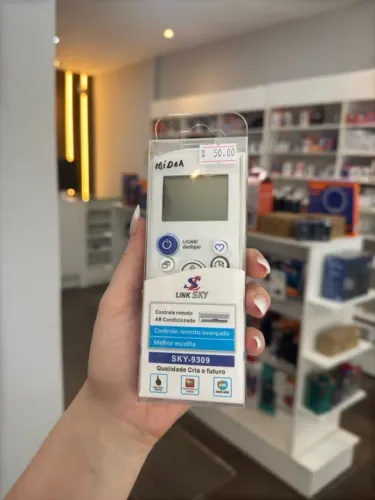 MiDEA
50.00
LIGAR/
desligar
LINK SKY
Controle remoto
AR Condicionado
Controle remoto avançado
Melhor escolha
SKY-9309
Qualidade Cria o futuro